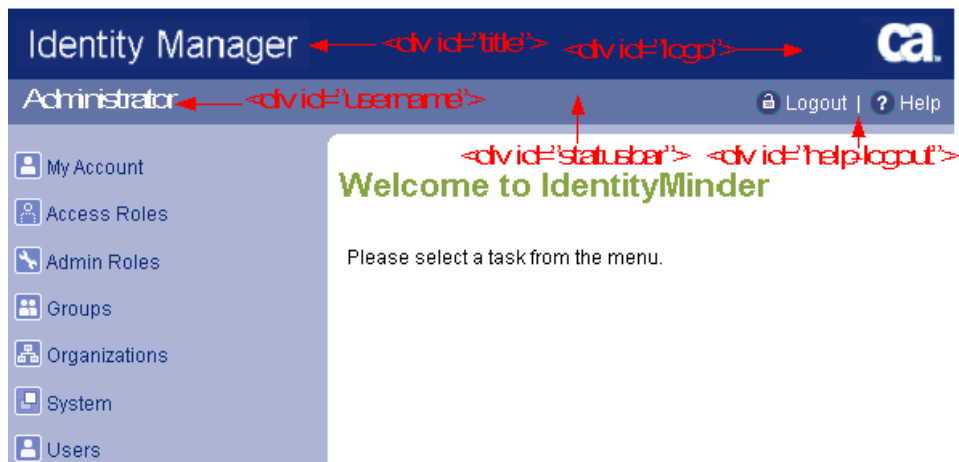 Identity Manager <div id="title"> <div id="logo"> ca.
Administrator <div id="username"> Logout | ? Help
<div id="statusbar"> <div id="help-logout">
My Account
Welcome to IdentityMinder
Access Roles
Admin Roles Please select a task from the menu.
Groups
Organizations
System
Users